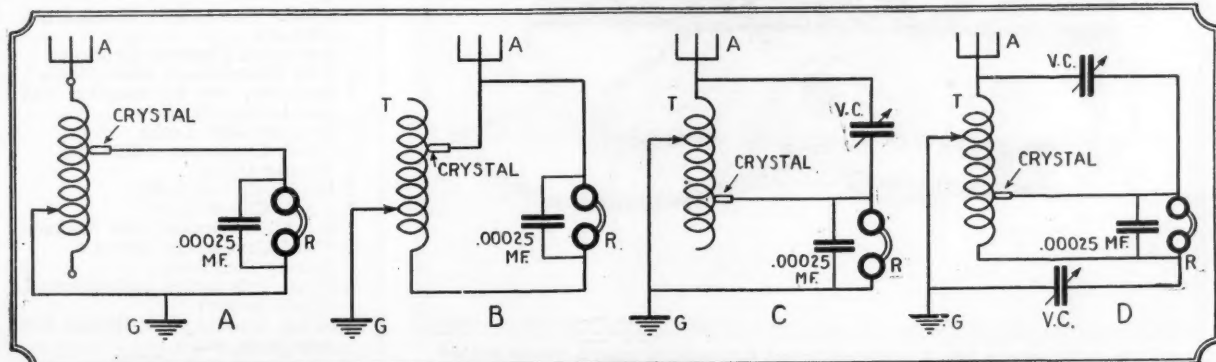 A
CRYSTAL
.00025
MF.
R
G
A
A
T
CRYSTAL
.00025
MF.
R
G
B
A
T
V.C.
CRYSTAL
.00025
MF.
R
G
C
A
V.C.
T
CRYSTAL
.00025
MF.
R
G
V.C.
D